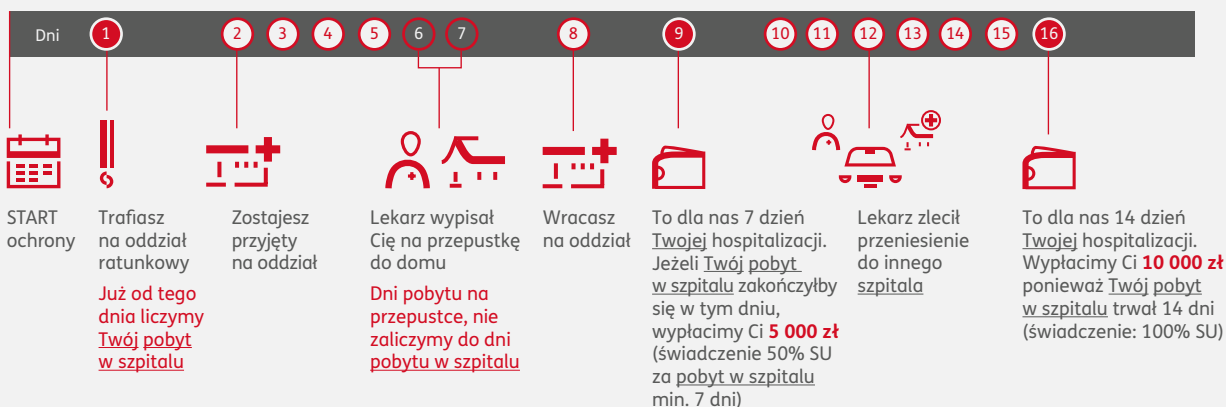 Dni 1 2 3 4 5 6 7 8 9 10 11 12 13 14 15 16
START
ochrony
Trafiasz
na oddział
ratunkowy
Już od tego
dnia liczymy
Twój pobyt
w szpitalu
Zostajesz
przyjęty
na oddział
Lekarz wypisał
Cię na przepustkę
do domu
Dni pobytu na
przepustce, nie
zaliczymy do dni
pobytu w szpitalu
Wracasz
na oddział
To dla nas 7 dzień
Twojej hospitalizacji.
Jeżeli Twój pobyt
w szpitalu zakończyłby
się w tym dniu,
wypłacimy Ci 5 000 zł
(świadczenie 50% SU
za pobyt w szpitalu
min. 7 dni)
Lekarz zlecił
przeniesienie
do innego
szpitala
To dla nas 14 dzień
Twojej hospitalizacji.
Wypłacimy Ci 10 000 zł
ponieważ Twój pobyt
w szpitalu trwał 14 dni
(świadczenie: 100% SU)